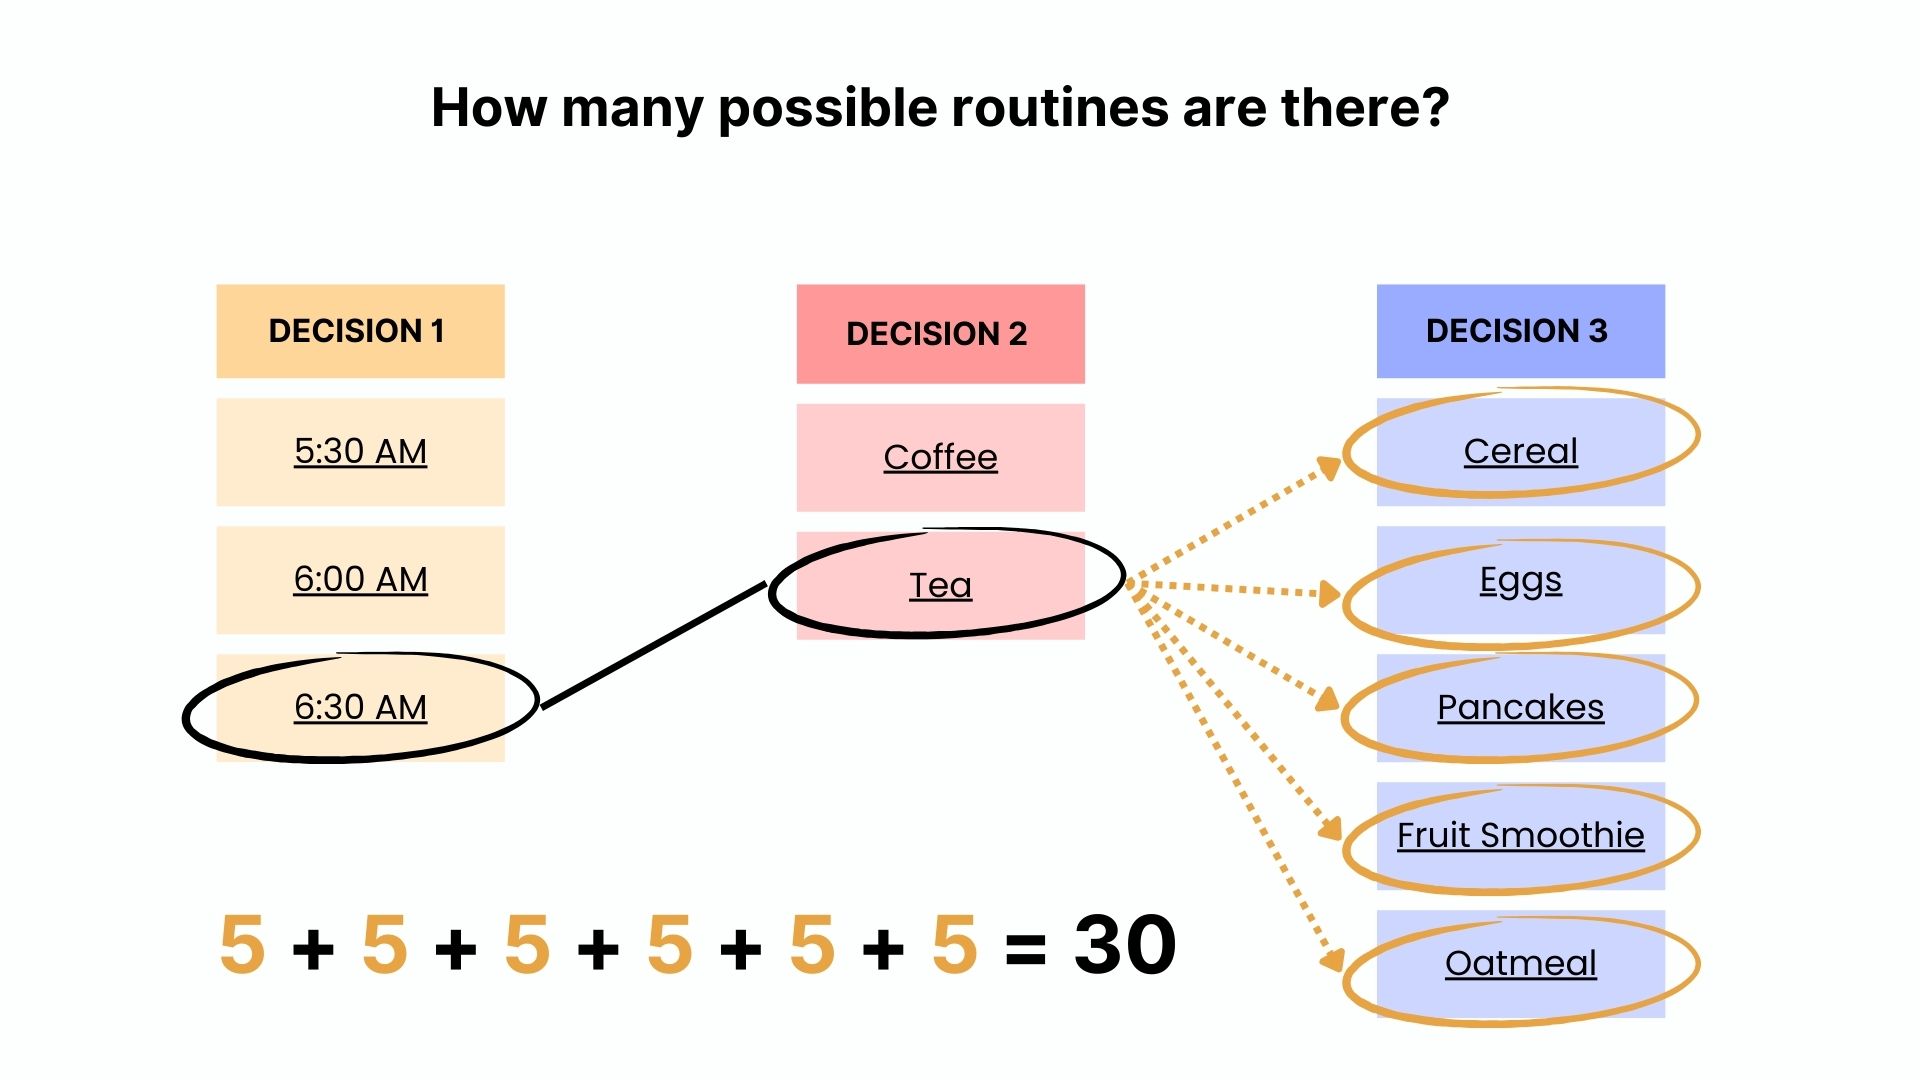 How many possible routines are there?
DECISION 1
5:30 AM
6:00 AM
6:30 AM
DECISION 2
Coffee
Tea
DECISION 3
Cereal
Eggs
Pancakes
Fruit Smoothie
Oatmeal
5 + 5 + 5 + 5 + 5 + 5 = 30